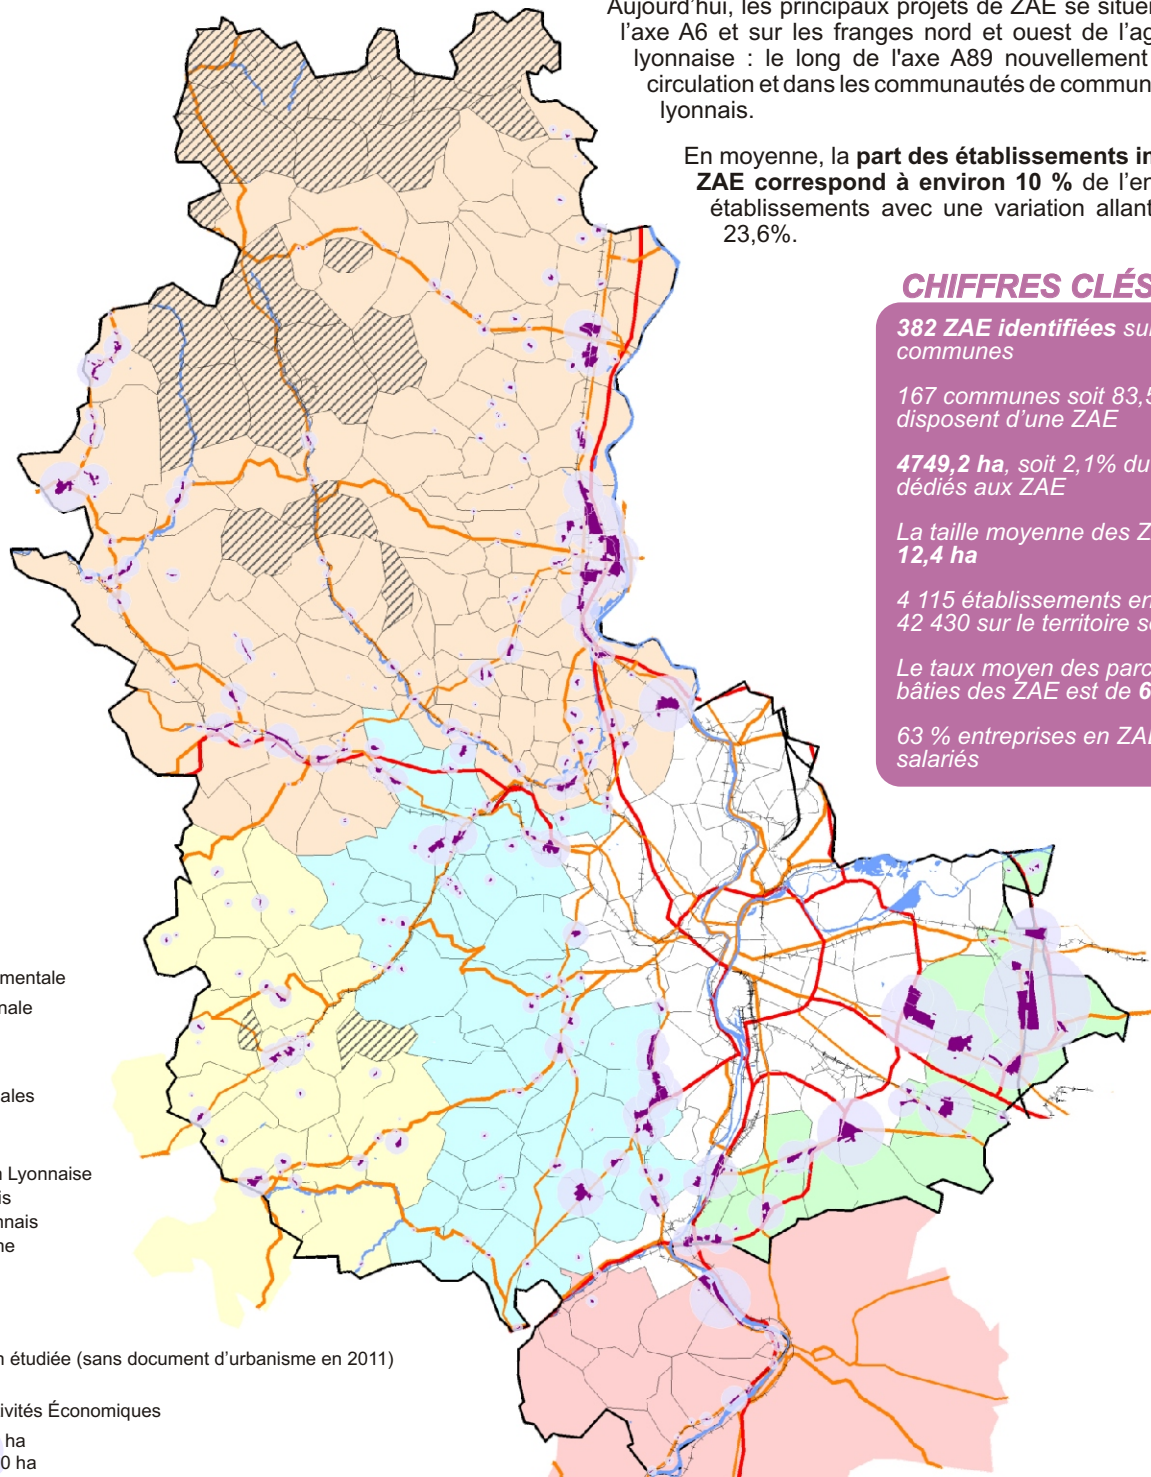 Aujourd'hui, les principaux projets de ZAE se situe
l'axe A6 et sur les franges nord et ouest de l'ag
lyonnaise : le long de l'axe A89 nouvellement
circulation et dans les communautés de commun
lyonnais.
En moyenne, la part des établissements in
ZAE correspond à environ 10 % de l'en
établissements avec une variation allant
23,6%.
CHIFFRES CLÉS
382 ZAE identifiées su
communes
167 communes soit 83,5
disposent d'une ZAE
4749,2 ha, soit 2,1% du
dédiés aux ZAE
La taille moyenne des Z
12,4 ha
4 115 établissements en
42 430 sur le territoire s
Le taux moyen des parc
bâties des ZAE est de 6
63 % entreprises en ZA
salariés
mentale
nale
ales
n Lyonnaise
is
nnais
ne
n étudiée (sans document d'urbanisme en 2011)
ivités Économiques
ha
0 ha